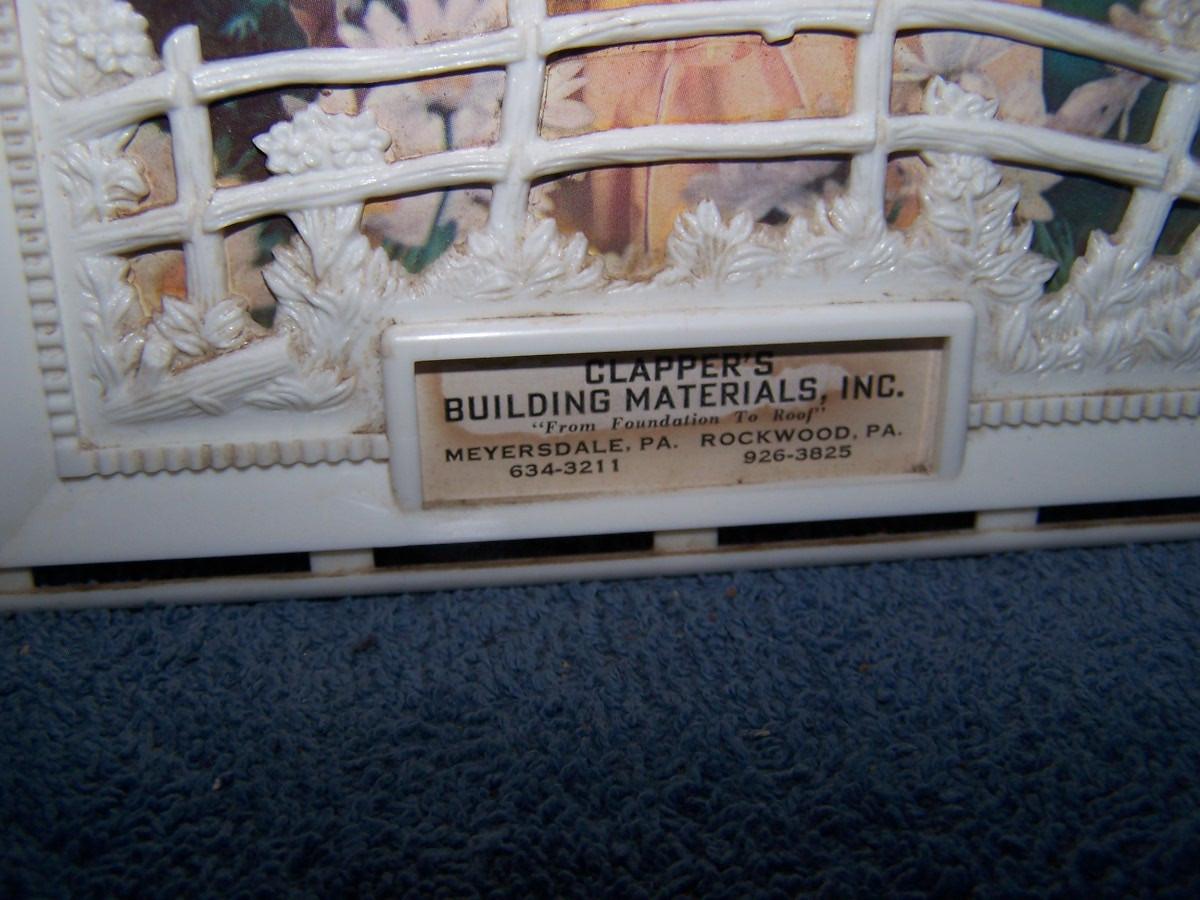 CLAPPER'S
BUILDING MATERIALS, INC.
"From Foundation To Roof"
MEYERSDALE, PA. ROCKWOOD, PA.
634-3211 926-3825